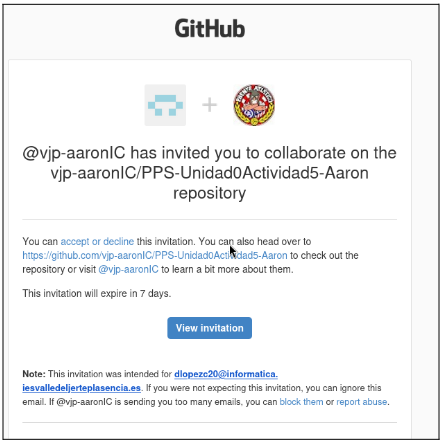 GitHub
@vjp-aaronIC has invited you to collaborate on the
vjp-aaronIC/PPS-Unidad0Actividad5-Aaron
repository
You can accept or decline this invitation. You can also head over to
https://github.com/vjp-aaronIC/PPS-Unidad0Actividad5-Aaron to check out the
repository or visit @vjp-aaronIC to learn a bit more about them.
This invitation will expire in 7 days.
View invitation
Note: This invitation was intended for dlopezc20@informatica.
iesvalledeljerteplasencia.es. If you were not expecting this invitation, you can ignore this
email. If @vjp-aaronIC is sending you too many emails, you can block them or report abuse.